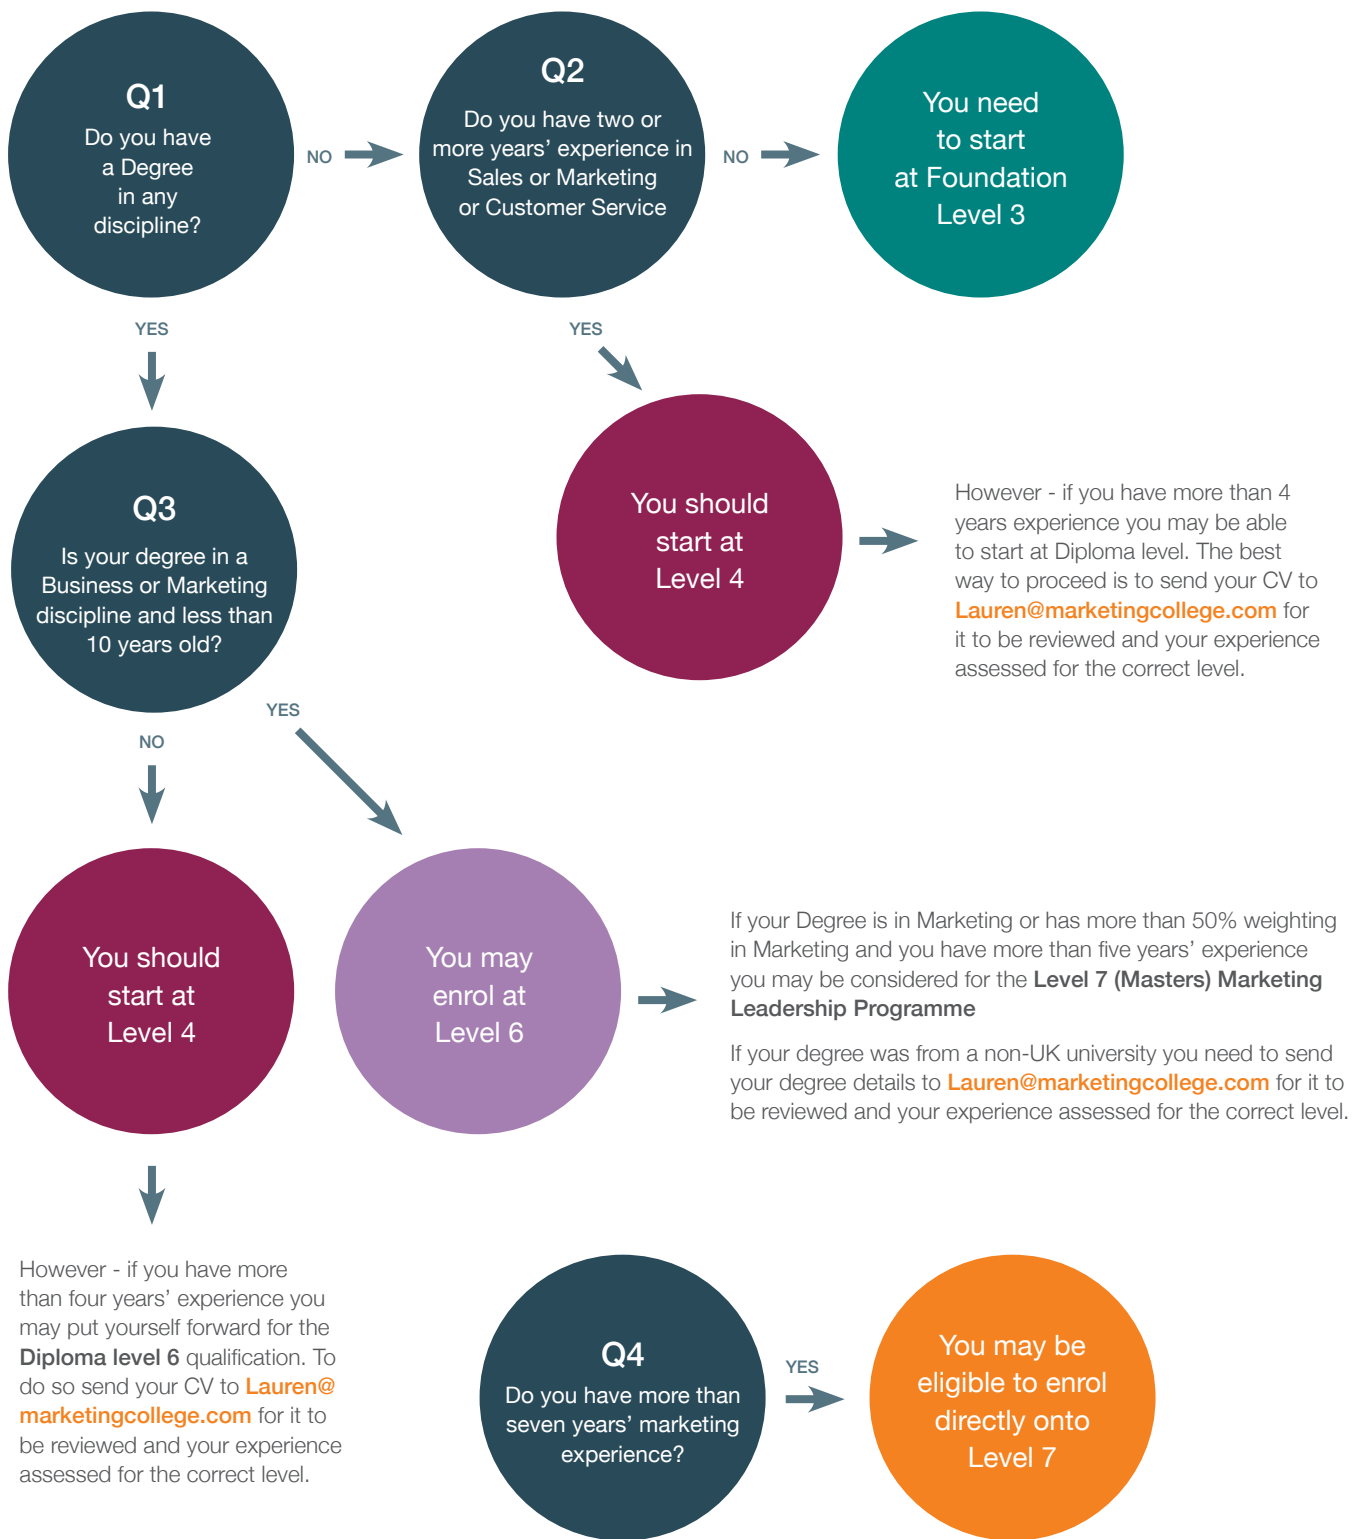 Q1
Do you have
a Degree
in any
discipline?
NO
Q2
Do you have two or
more years’ experience in
Sales or Marketing
or Customer Service
NO
You need
to start
at Foundation
Level 3
YES
YES
Q3
Is your degree in a
Business or Marketing
discipline and less than
10 years old?
You should
start at
Level 4
However - if you have more than 4
years experience you may be able
to start at Diploma level. The best
way to proceed is to send your CV to
Lauren@marketingcollege.com for
it to be reviewed and your experience
assessed for the correct level.
YES
NO
You should
start at
Level 4
You may
enrol at
Level 6
If your Degree is in Marketing or has more than 50% weighting
in Marketing and you have more than five years’ experience
you may be considered for the Level 7 (Masters) Marketing
Leadership Programme
If your degree was from a non-UK university you need to send
your degree details to Lauren@marketingcollege.com for it to
be reviewed and your experience assessed for the correct level.
However - if you have more
than four years’ experience you
may put yourself forward for the
Diploma level 6 qualification. To
do so send your CV to Lauren@
marketingcollege.com for it to
be reviewed and your experience
assessed for the correct level.
Q4
Do you have more than
seven years’ marketing
experience?
YES
You may be
eligible to enrol
directly onto
Level 7